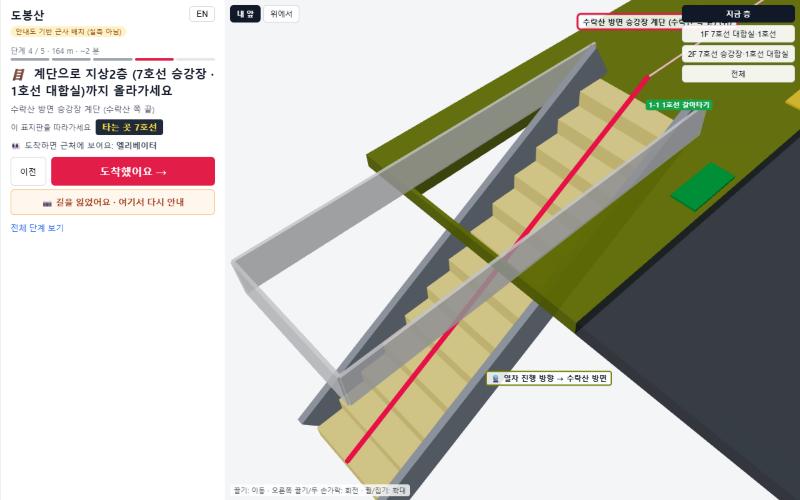 도봉산
EN
안내도 기반 근사 배치 (실측 아님)
단계 4 / 5 · 164 m · ~2 분
계단으로 지상2층 (7호선 승강장 ·
1호선 대합실)까지 올라가세요
수락산 방면 승강장 계단 (수락산 쪽 끝)
이 표지판을 따라가세요 타는 곳 7호선
도착하면 근처에 보여요: 엘리베이터
이전
도착했어요 →
길을 잃었어요 · 여기서 다시 안내
전체 단계 보기
내 앞
위에서
수락산 방면 승강장 계단
지금 층
1F 7호선 대합실·1호선
2F 7호선 승강장·1호선 대합실
전체
1-1 1호선 갈아타기
열차 진행 방향 → 수락산 방면
끌기: 이동 · 오른쪽 끌기/두 손가락: 회전 · 휠/집기: 확대